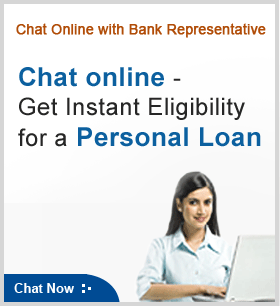 Chat Online with Bank Representative
Chat online -
Get Instant Eligibility
for a Personal Loan
Chat Now